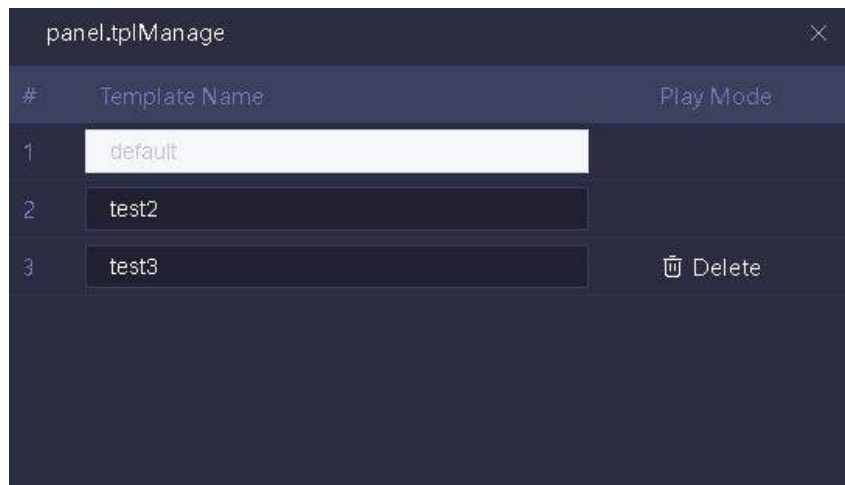 panel.tplManage
# Template Name Play Mode
1 default
2 test2
3 test3 Delete